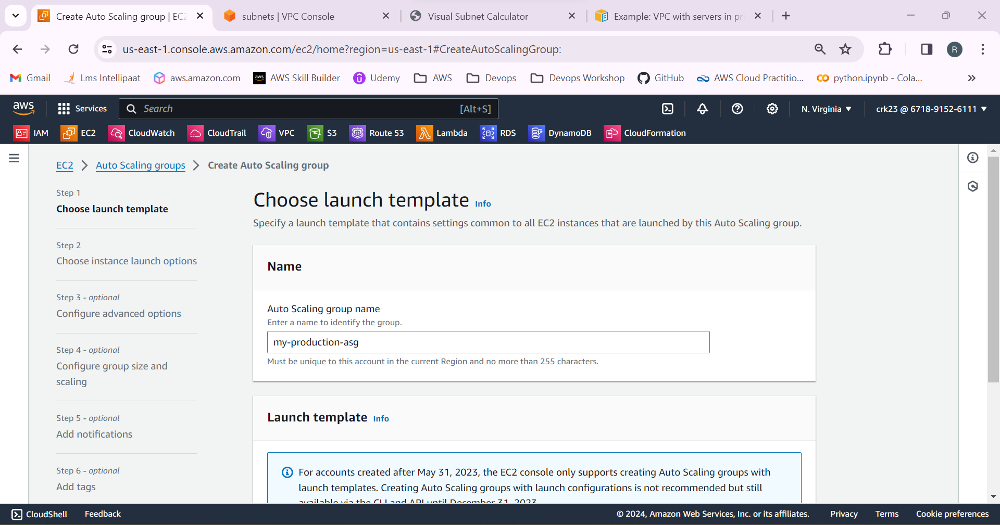 Create Auto Scaling group | EC2
subnets | VPC Console
Visual Subnet Calculator
Example: VPC with servers in pri
us-east-1.console.aws.amazon.com/ec2/home?region=us-east-1#CreateAutoScalingGroup:
R
Gmail
Lms Intellipaat
aws.amazon.com
aws
AWS Skill Builder
Udemy
AWS
Devops
Devops Workshop
GitHub
AWS Cloud Practitio...
python.ipynb - Cola...
aws
Services
Search
[Alt+S]
N. Virginia
crk23 @ 6718-9152-6111
IAM
EC2
CloudWatch
CloudTrail
VPC
S3
53
Route 53
Lambda
RDS
DynamoDB
CloudFormation
EC2
Auto Scaling groups
Create Auto Scaling group
Step 1
Choose launch template
Step 2
Choose instance launch options
Step 3 - optional
Configure advanced options
Step 4 - optional
Configure group size and
scaling
Step 5 - optional
Add notifications
Step 6 - optional
Add tags
Choose launch template Info
Specify a launch template that contains settings common to all EC2 instances that are launched by this Auto Scaling group.
Name
Auto Scaling group name
Enter a name to identify the group.
my-production-asg
Must be unique to this account in the current Region and no more than 255 characters.
Launch template Info
For accounts created after May 31, 2023, the EC2 console only supports creating Auto Scaling groups with
launch templates. Creating Auto Scaling groups with launch configurations is not recommended but still
available via the CLI and API until December 31, 2023.
CloudShell
Feedback
© 2024, Amazon Web Services, Inc. or its affiliates.
Privacy
Terms
Cookie preferences